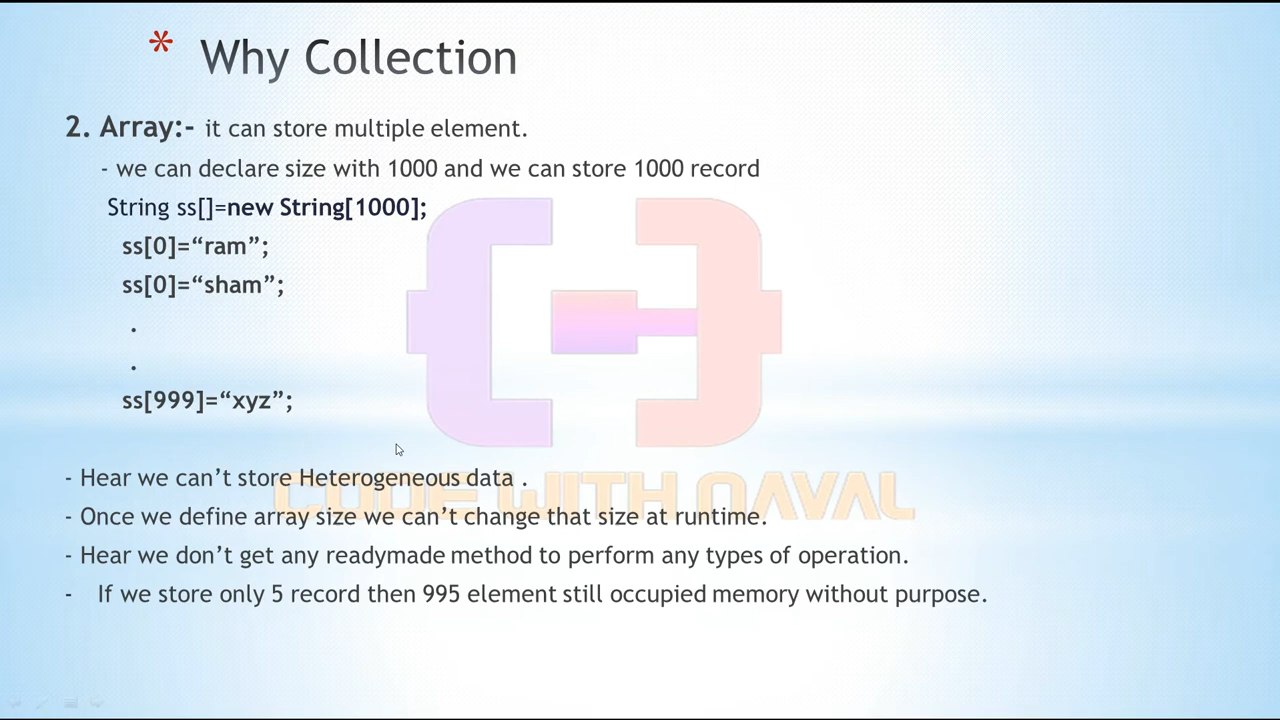 * Why Collection
2. Array:- it can store multiple element.
- we can declare size with 1000 and we can store 1000 record
String ss[]=new String[1000];
ss[0]=“ram”;
ss[0]=“sham”;
.
.
ss[999]=“xyz”;
- Hear we can’t store Heterogeneous data .
CODE WITH NAVAL
- Once we define array size we can’t change that size at runtime.
- Hear we don’t get any readymade method to perform any types of operation.
- If we store only 5 record then 995 element still occupied memory without purpose.